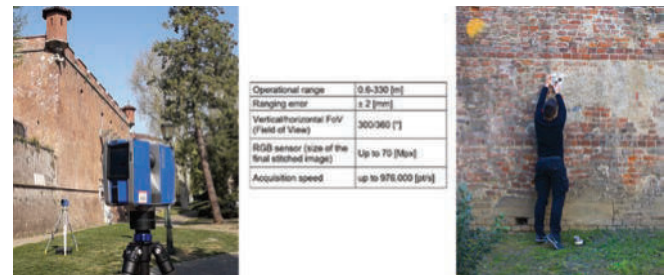 Operational range 0.6-330 [m]
Ranging error ± 2 [mm]
Vertical/horizontal FoV 300/360 [°]
(Field of View)
RGB sensor (size of the Up to 70 [Mpx]
final stitched image)
Acquisition speed up to 976.000 [pt/s]